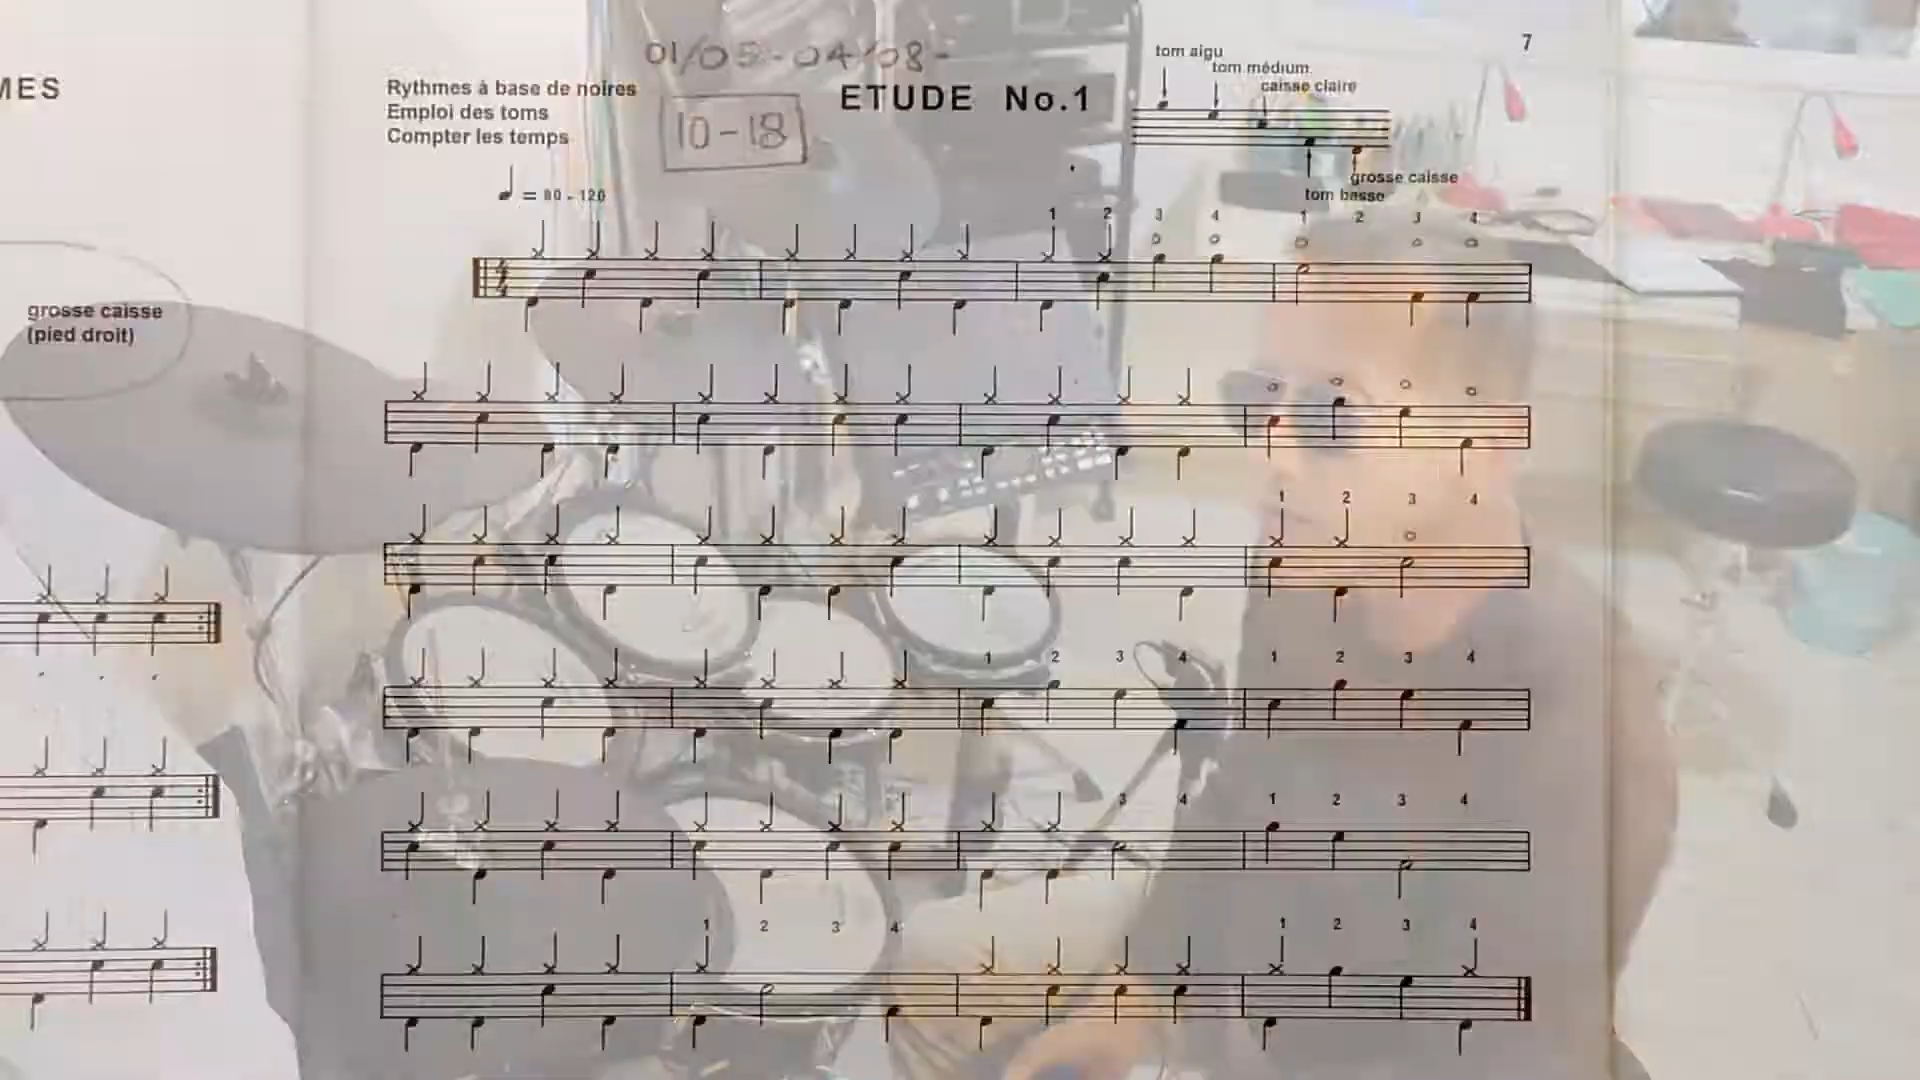 MES
grosse caisse
(pied droit)
Rythmes à base de noires
Emploi des toms
Compter les temps
01/05-04/08-
10-18
ETUDE No.1
7
tom aigu
tom médium
caisse claire
grosse caisse
tom basse
= 80 - 120
1 2 3 4 1 2 3 4
4
4
1 2 3 4
1 2 3 4 1 2 3 4
3 4 1 2 3 4
1 2 3 4 1 2 3 4